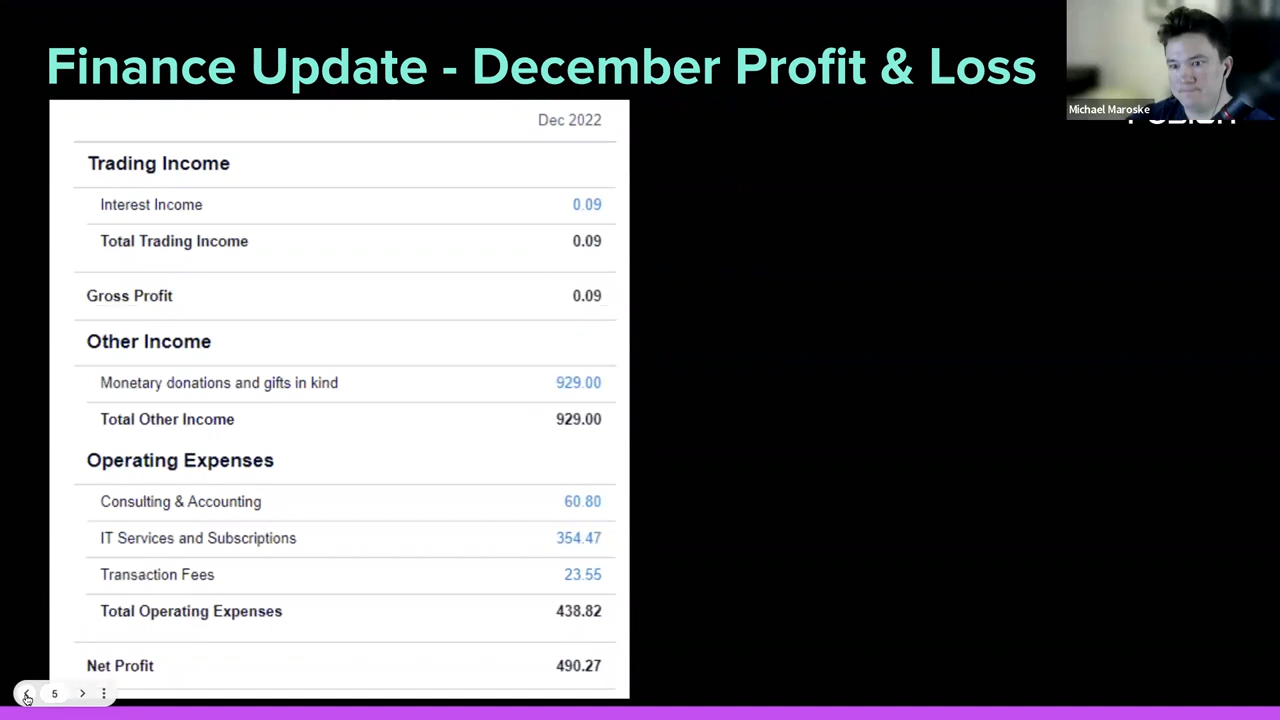 Finance Update - December Profit & Loss
Michael Maroske
Dec 2022
Trading Income
Interest Income 0.09
Total Trading Income 0.09
Gross Profit 0.09
Other Income
Monetary donations and gifts in kind 929.00
Total Other Income 929.00
Operating Expenses
Consulting & Accounting 60.80
IT Services and Subscriptions 354.47
Transaction Fees 23.55
Total Operating Expenses 438.82
Net Profit 490.27
5